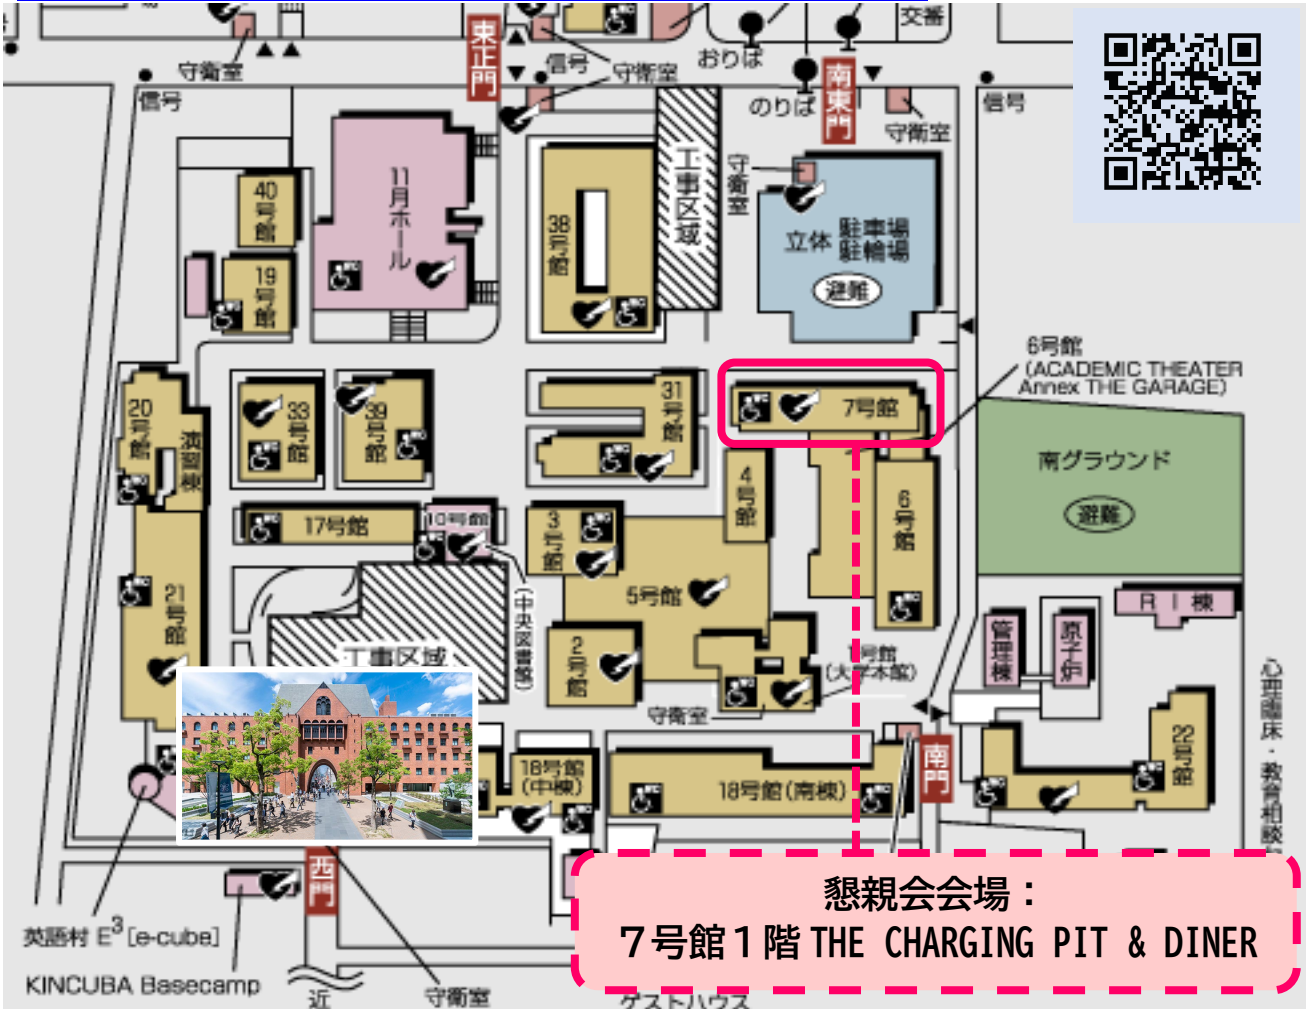 交番
東正門
守衛室
信号
守衛室
おりば
のりば
南東門
守衛室
信号
信号
守衛室
工事区域
40号館
11月ホール
38号館
立体 駐車場
駐輪場
避難
19号館
6号館
(ACADEMIC THEATER
Annex THE GARAGE)
20号館
演習棟
33号館
39号館
31号館
7号館
南グラウンド
避難
4号館
6号館
17号館
10号館
(中央図書館)
3号館
5号館
21号館
2号館
工事区域
1号館
(大学本館)
守衛室
管理棟
原子炉
RI棟
心理臨床・教育相談
18号館
(中棟)
18号館(南棟)
南門
22号館
西門
英語村 E³[e-cube]
KINCUBA Basecamp
近
守衛室
懇親会会場：
７号館１階 THE CHARGING PIT & DINER
ゲストハウス